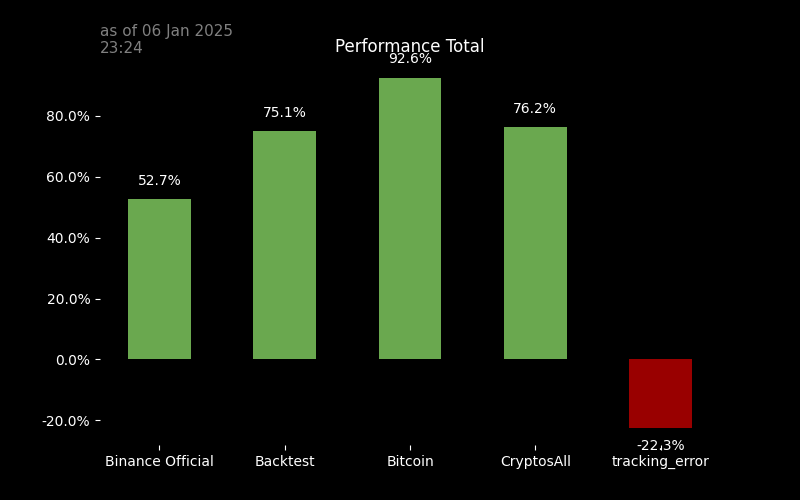 as of 06 Jan 2025
23:24
Performance Total
92.6%
80.0%
75.1%
76.2%
60.0%
52.7%
40.0%
20.0%
0.0%
-20.0%
-22.3%
Binance Official
Backtest
Bitcoin
CryptosAll
tracking_error